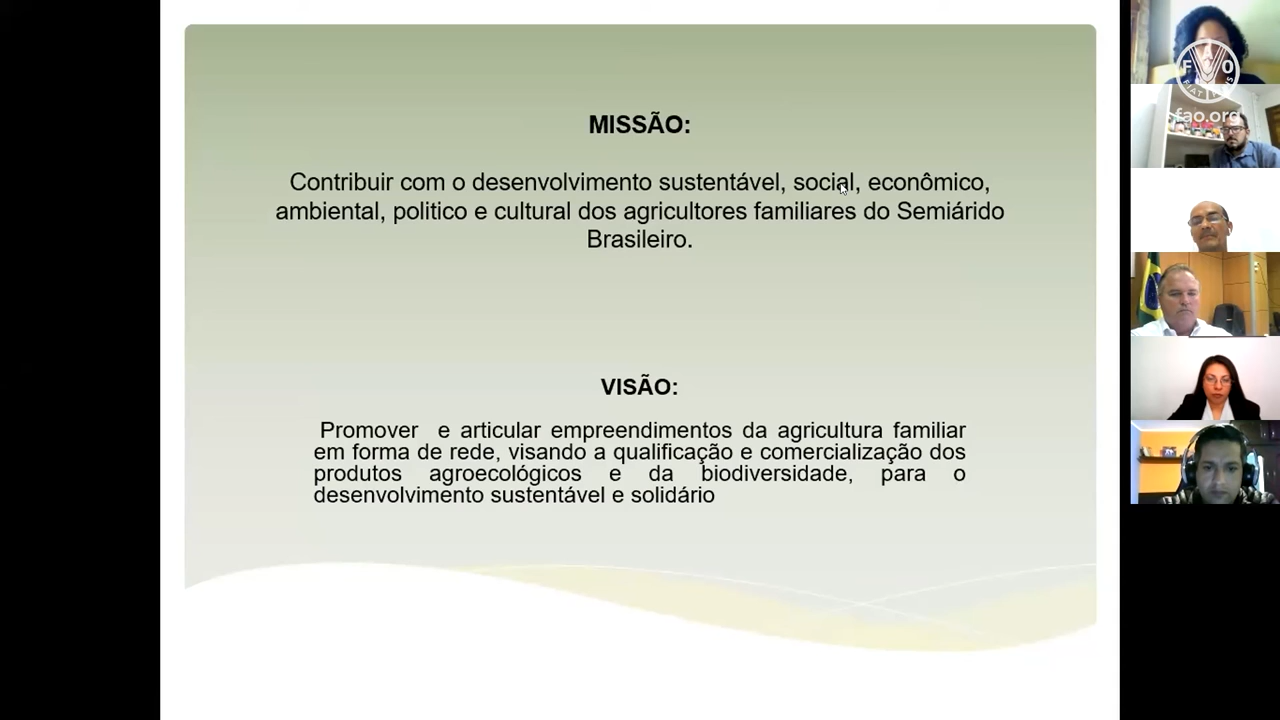 MISSÃO:
Contribuir com o desenvolvimento sustentável, social, econômico,
ambiental, politico e cultural dos agricultores familiares do Semiárido
Brasileiro.
VISÃO:
Promover e articular empreendimentos da agricultura familiar
em forma de rede, visando a qualificação e comercialização dos
produtos agroecológicos e da biodiversidade, para o
desenvolvimento sustentável e solidário
F A O
FIAT PANIS
fao.org